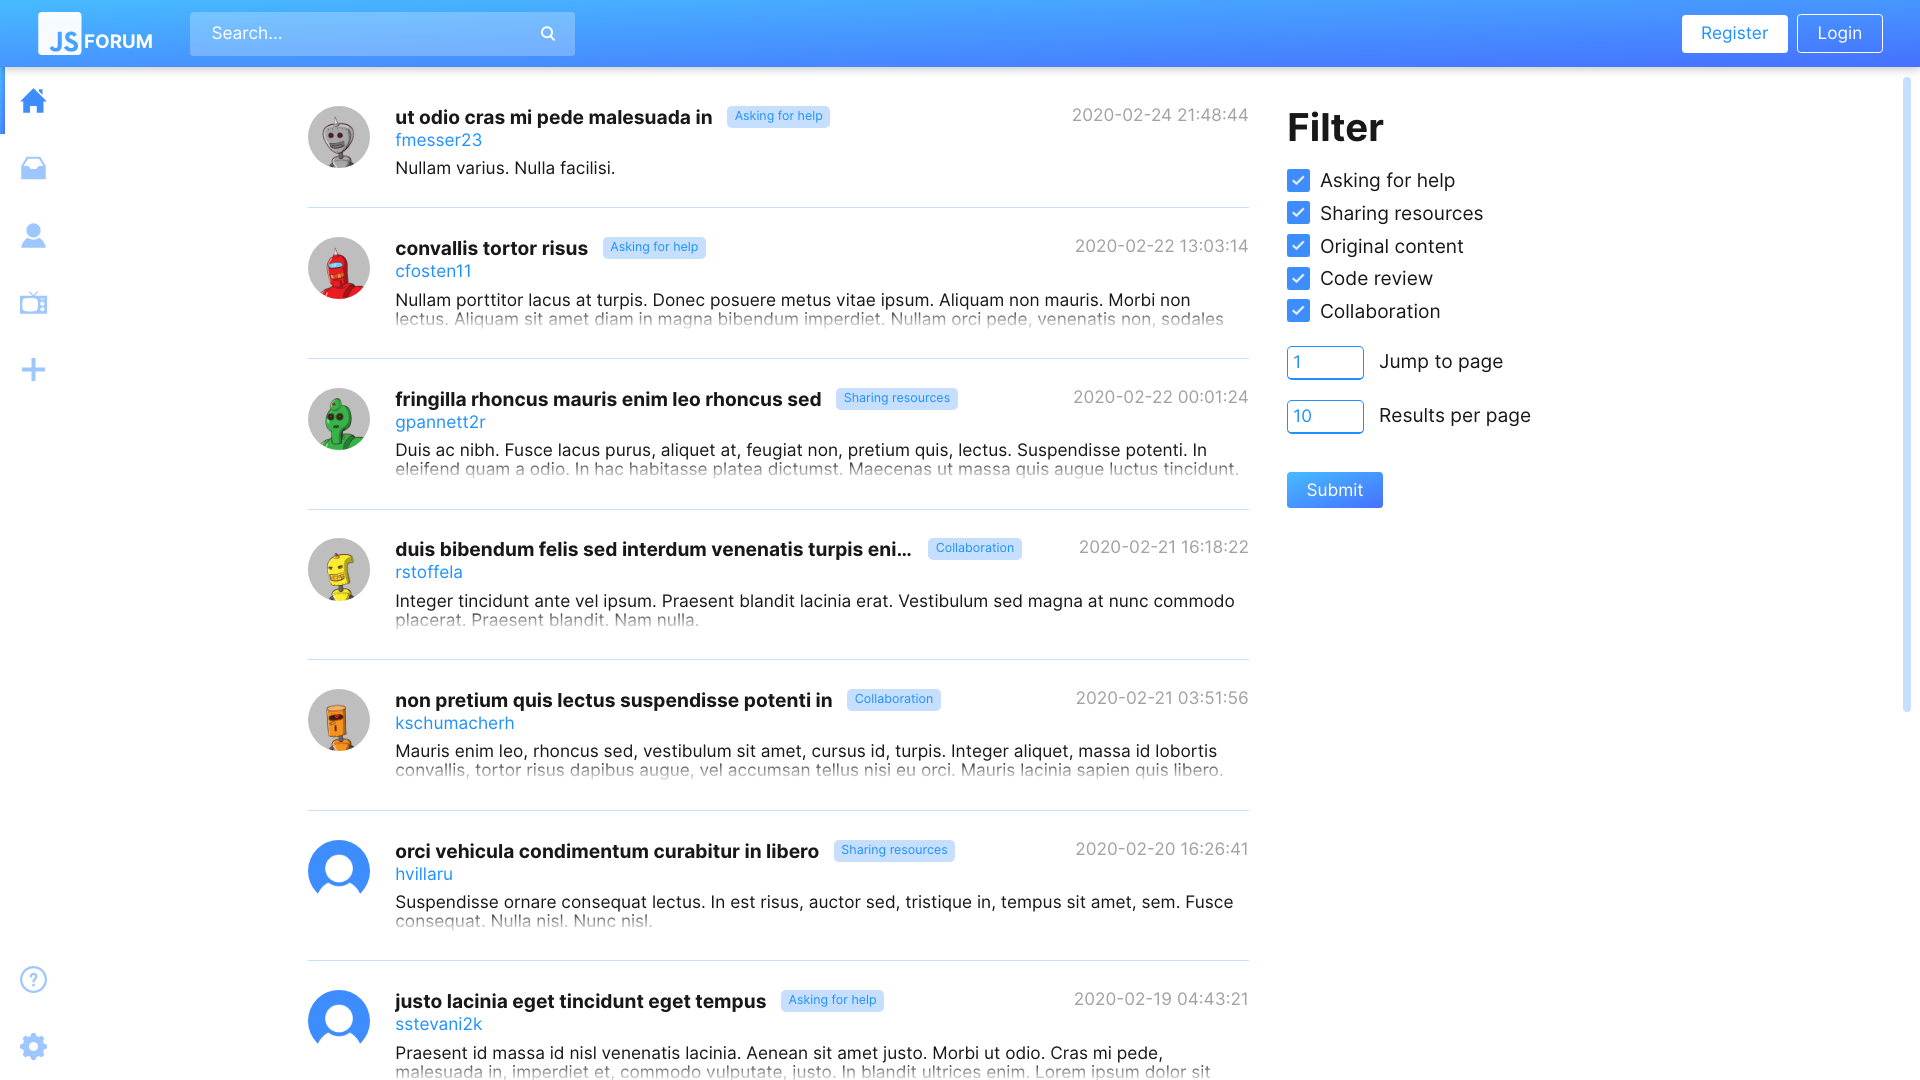 JS FORUM
Search...
Register
Login
ut odio cras mi pede malesuada in
Asking for help
2020-02-24 21:48:44
fmesser23
Nullam varius. Nulla facilisi.
convallis tortor risus
Asking for help
2020-02-22 13:03:14
cfosten11
Nullam porttitor lacus at turpis. Donec posuere metus vitae ipsum. Aliquam non mauris. Morbi non
lectus. Aliquam sit amet diam in magna bibendum imperdiet. Nullam orci pede, venenatis non, sodales
fringilla rhoncus mauris enim leo rhoncus sed
Sharing resources
2020-02-22 00:01:24
gpannett2r
Duis ac nibh. Fusce lacus purus, aliquet at, feugiat non, pretium quis, lectus. Suspendisse potenti. In
eleifend quam a odio. In hac habitasse platea dictumst. Maecenas ut massa quis augue luctus tincidunt.
duis bibendum felis sed interdum venenatis turpis eni...
Collaboration
2020-02-21 16:18:22
rstoffela
Integer tincidunt ante vel ipsum. Praesent blandit lacinia erat. Vestibulum sed magna at nunc commodo
placerat. Praesent blandit. Nam nulla.
non pretium quis lectus suspendisse potenti in
Collaboration
2020-02-21 03:51:56
kschumacherh
Mauris enim leo, rhoncus sed, vestibulum sit amet, cursus id, turpis. Integer aliquet, massa id lobortis
convallis, tortor risus dapibus augue, vel accumsan tellus nisi eu orci. Mauris lacinia sapien quis libero.
orci vehicula condimentum curabitur in libero
Sharing resources
2020-02-20 16:26:41
hvillaru
Suspendisse ornare consequat lectus. In est risus, auctor sed, tristique in, tempus sit amet, sem. Fusce
consequat. Nulla nisl. Nunc nisl.
justo lacinia eget tincidunt eget tempus
Asking for help
2020-02-19 04:43:21
sstevani2k
Praesent id massa id nisl venenatis lacinia. Aenean sit amet justo. Morbi ut odio. Cras mi pede,
malesuada in, imperdiet et, commodo vulputate, justo. In blandit ultrices enim. Lorem ipsum dolor sit
Filter
Asking for help
Sharing resources
Original content
Code review
Collaboration
1 Jump to page
10 Results per page
Submit
?